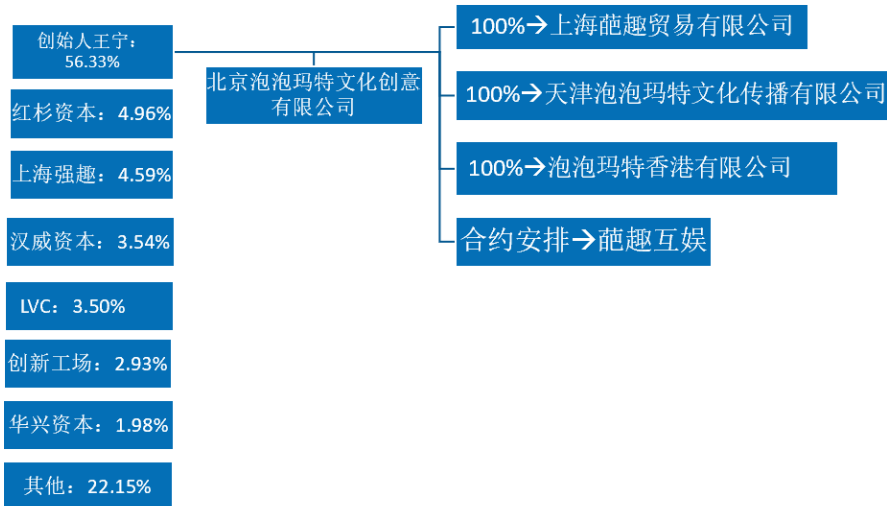 创始人王宁：
56.33%
红杉资本：4.96%
上海强趣：4.59%
汉威资本：3.54%
LVC：3.50%
创新工场：2.93%
华兴资本：1.98%
其他：22.15%
北京泡泡玛特文化创意
有限公司
100%→上海葩趣贸易有限公司
100%→天津泡泡玛特文化传播有限公司
100%→泡泡玛特香港有限公司
合约安排→葩趣互娱